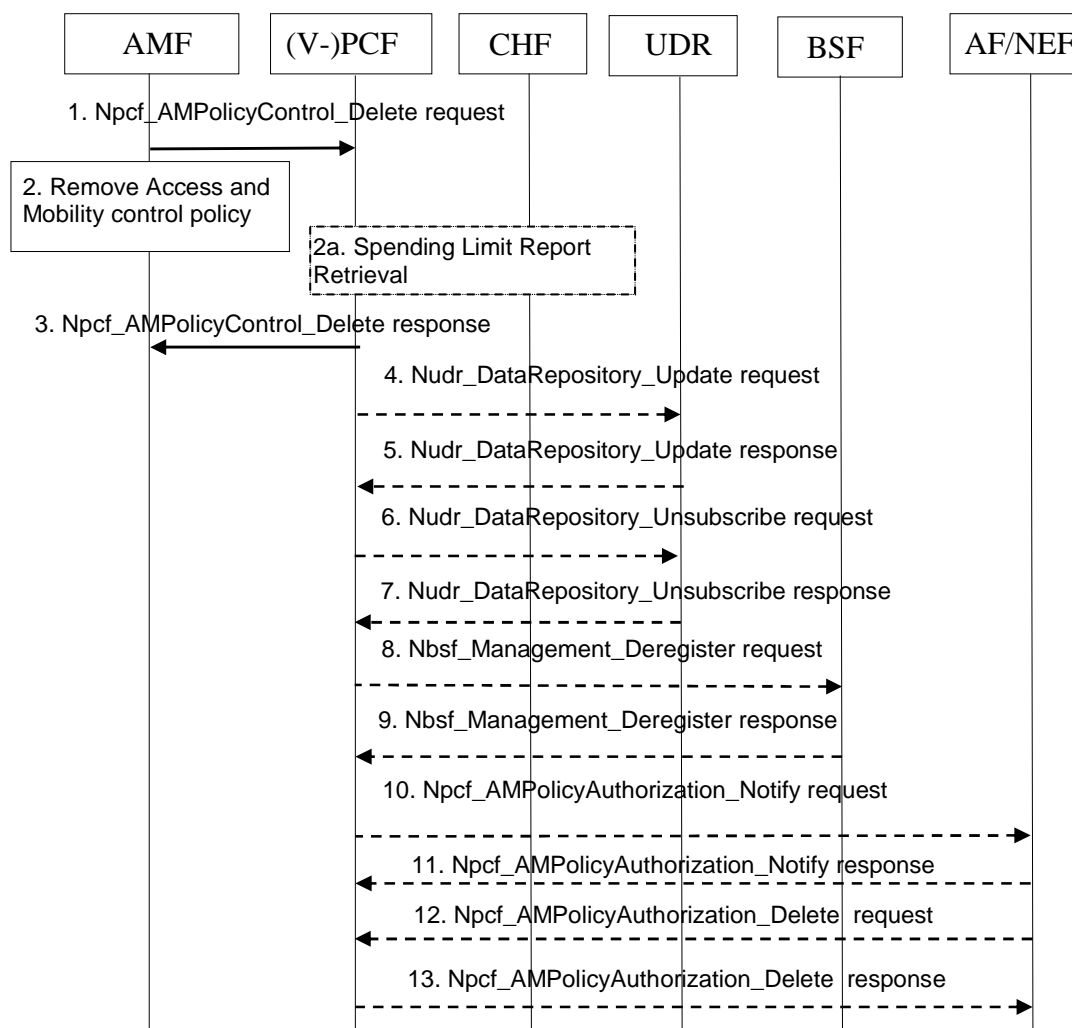 AMF
(V-)PCF
CHF
UDR
BSF
AF/NEF
1. Npcf_AMPolicyControl_Delete request
2. Remove Access and
Mobility control policy
2a. Spending Limit Report
Retrieval
3. Npcf_AMPolicyControl_Delete response
4. Nudr_DataRepository_Update request
5. Nudr_DataRepository_Update response
6. Nudr_DataRepository_Unsubscribe request
7. Nudr_DataRepository_Unsubscribe response
8. Nbsf_Management_Deregister request
9. Nbsf_Management_Deregister response
10. Npcf_AMPolicyAuthorization_Notify request
11. Npcf_AMPolicyAuthorization_Notify response
12. Npcf_AMPolicyAuthorization_Delete  request
13. Npcf_AMPolicyAuthorization_Delete  response